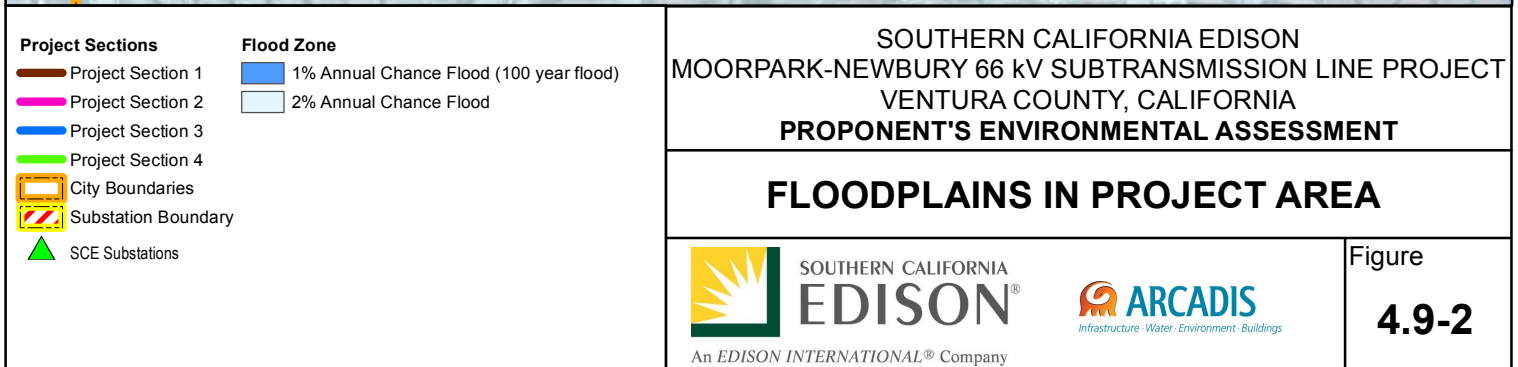 Project Sections
Project Section 1
Project Section 2
Project Section 3
Project Section 4
City Boundaries
Substation Boundary
SCE Substations
Flood Zone
1% Annual Chance Flood (100 year flood)
2% Annual Chance Flood
SOUTHERN CALIFORNIA EDISON
MOORPARK-NEWBURY 66 kV SUBTRANSMISSION LINE PROJECT
VENTURA COUNTY, CALIFORNIA
PROPONENT'S ENVIRONMENTAL ASSESSMENT
FLOODPLAINS IN PROJECT AREA
SOUTHERN CALIFORNIA
EDISON®
An EDISON INTERNATIONAL® Company
ARCADIS
Infrastructure · Water · Environment · Buildings
Figure
4.9-2